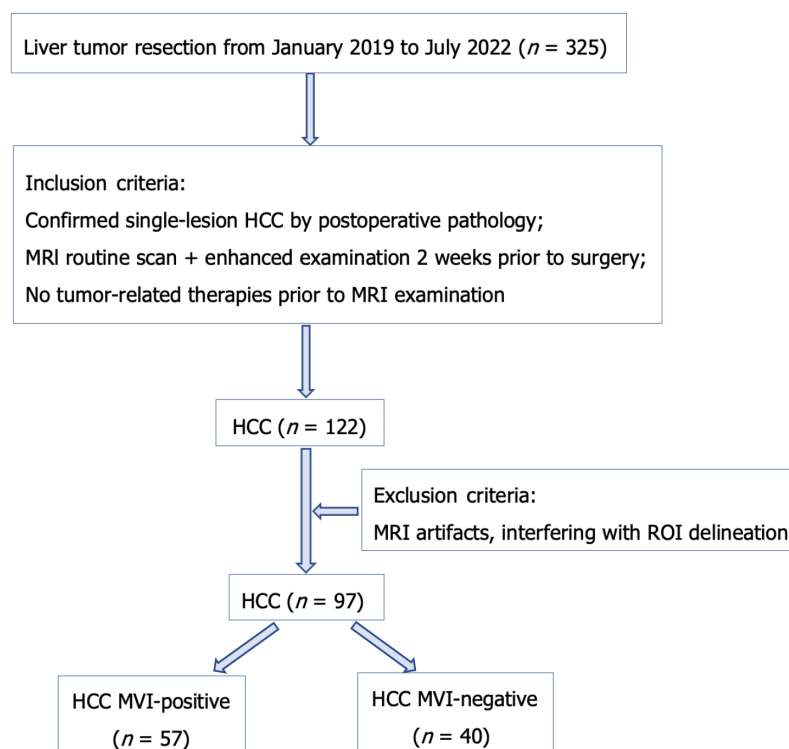 Liver tumor resection from January 2019 to July 2022 (n = 325)
Inclusion criteria:
Confirmed single-lesion HCC by postoperative pathology;
MRI routine scan + enhanced examination 2 weeks prior to surgery;
No tumor-related therapies prior to MRI examination
HCC (n = 122)
Exclusion criteria:
MRI artifacts, interfering with ROI delineation
HCC (n = 97)
HCC MVI-positive
(n = 57)
HCC MVI-negative
(n = 40)